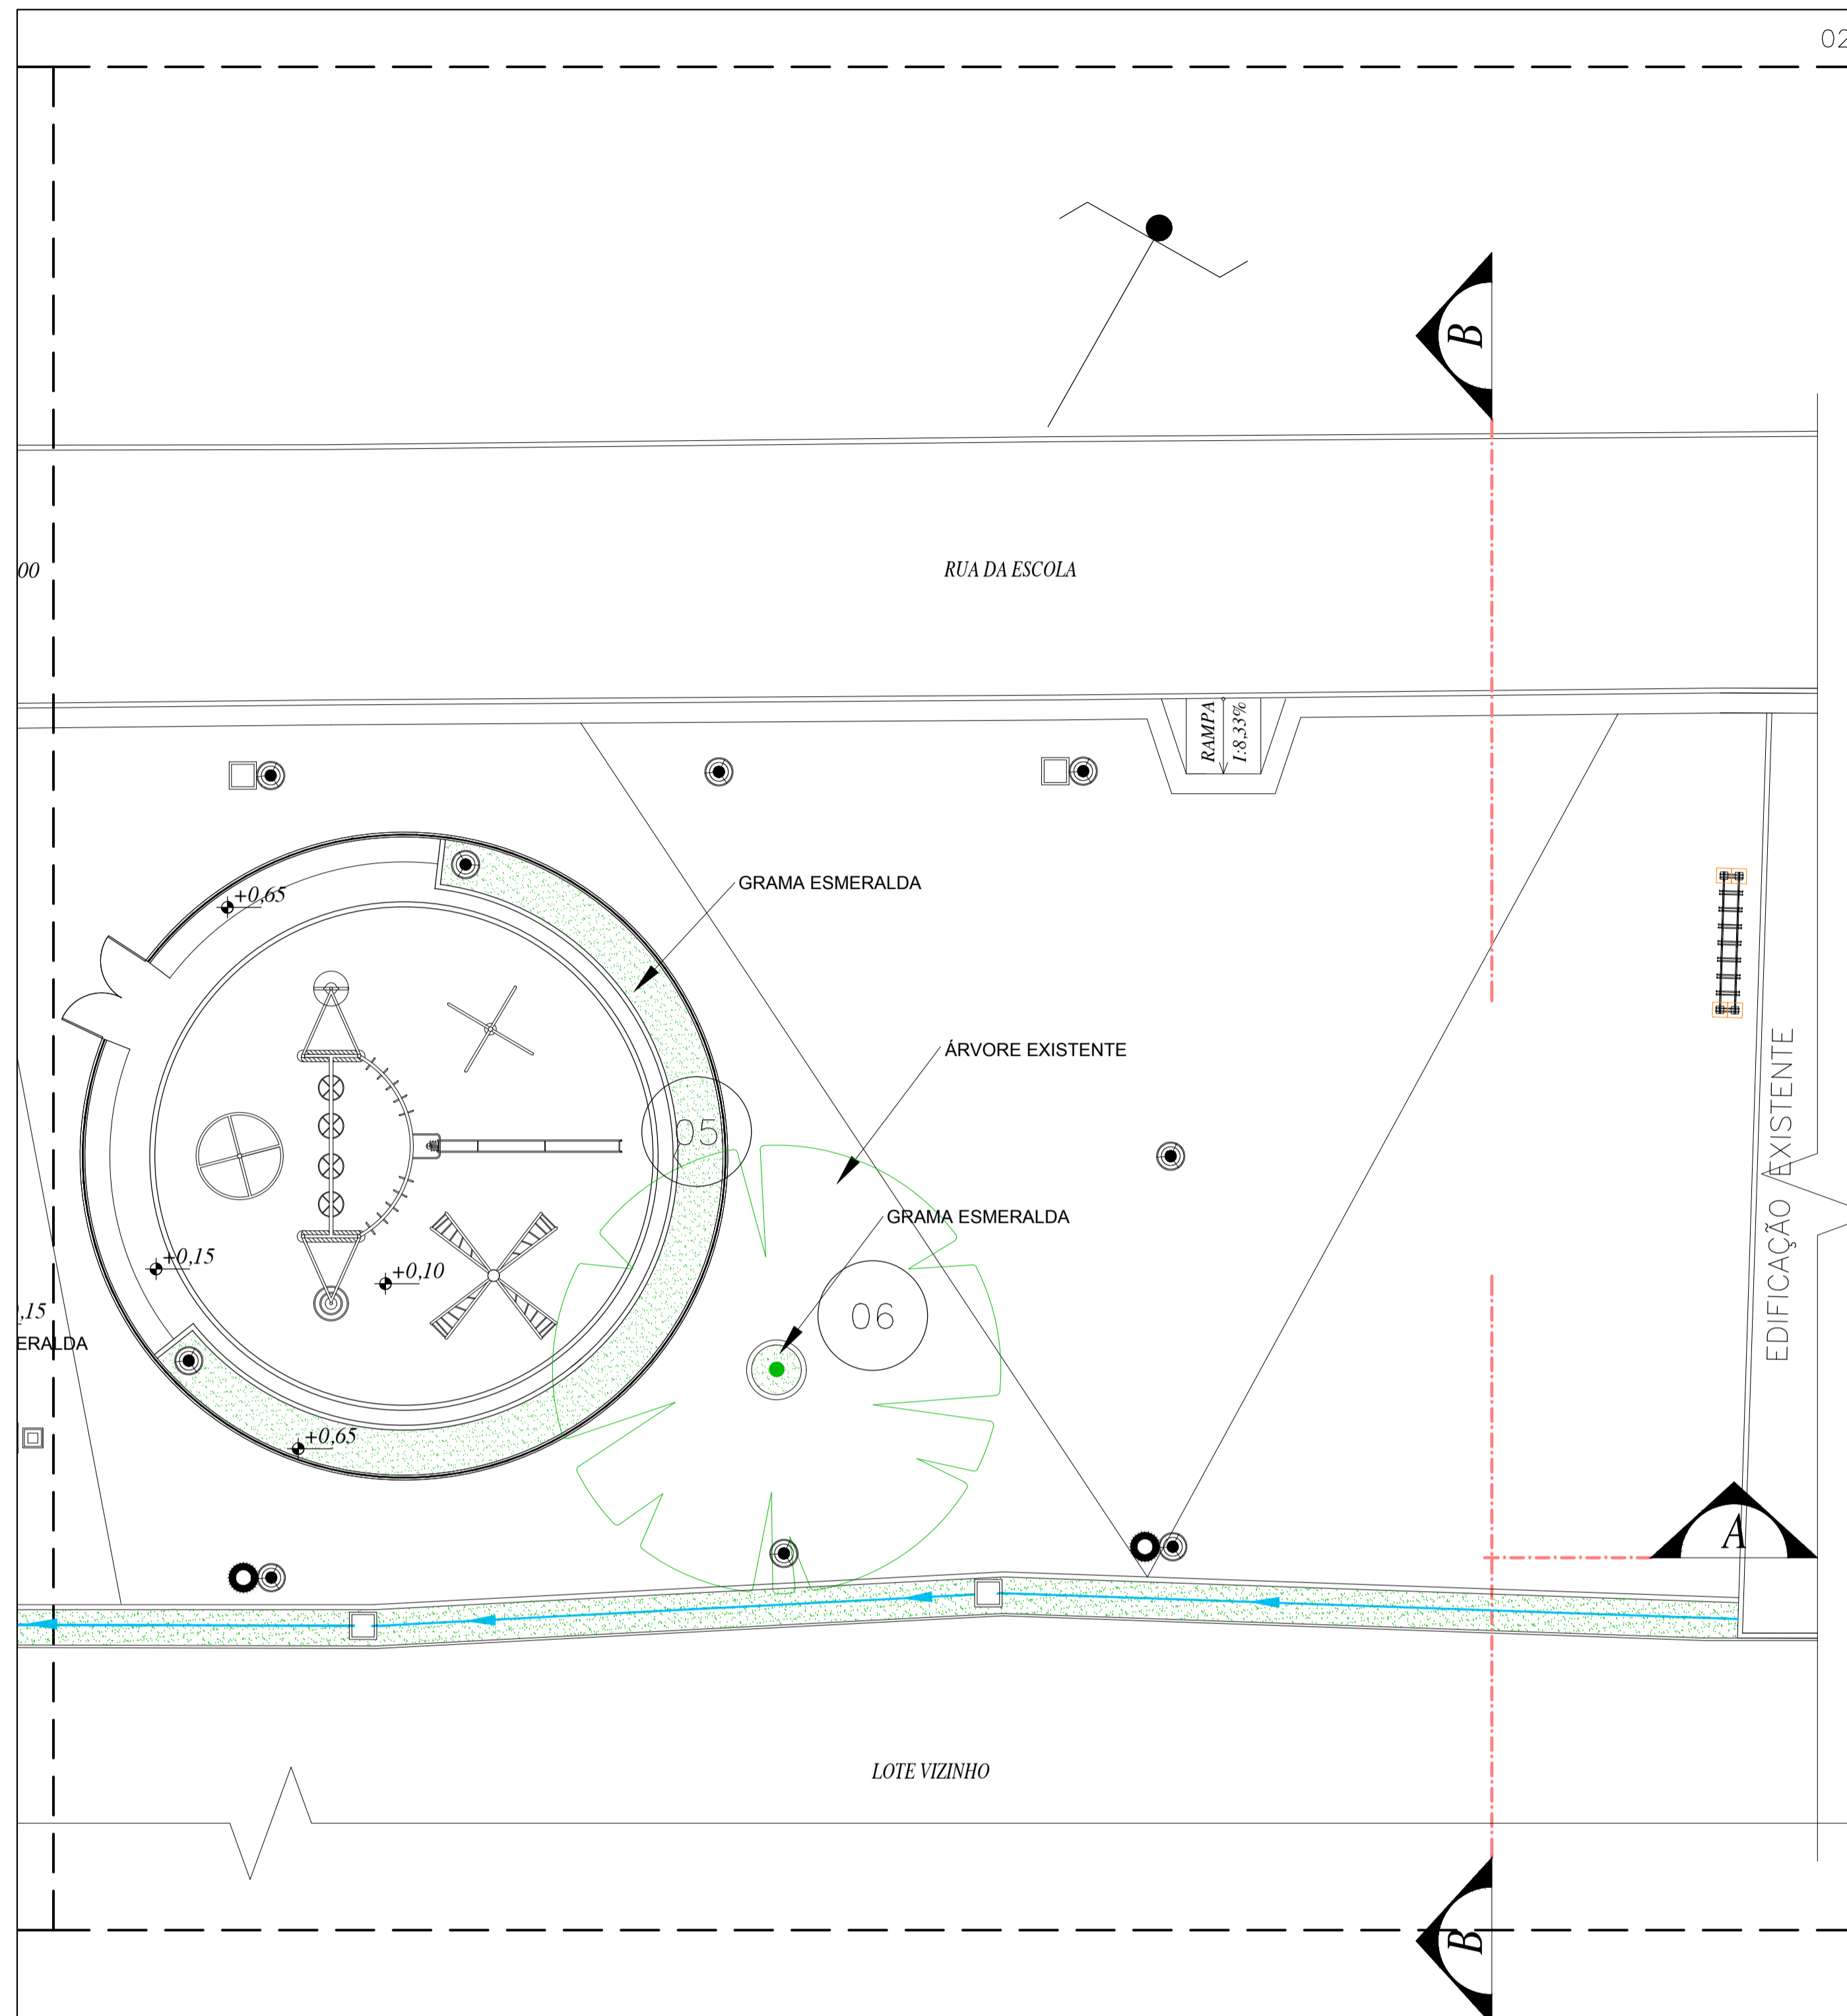 02
B
00
RUA DA ESCOLA
RAMPA
I:8,33%
GRAMA ESMERALDA
+0,65
ÁRVORE EXISTENTE
05
GRAMA ESMERALDA
+0,15
+0,10
06
EDIFICAÇÃO EXISTENTE
,15
ERALDA
+0,65
A
LOTE VIZINHO
B